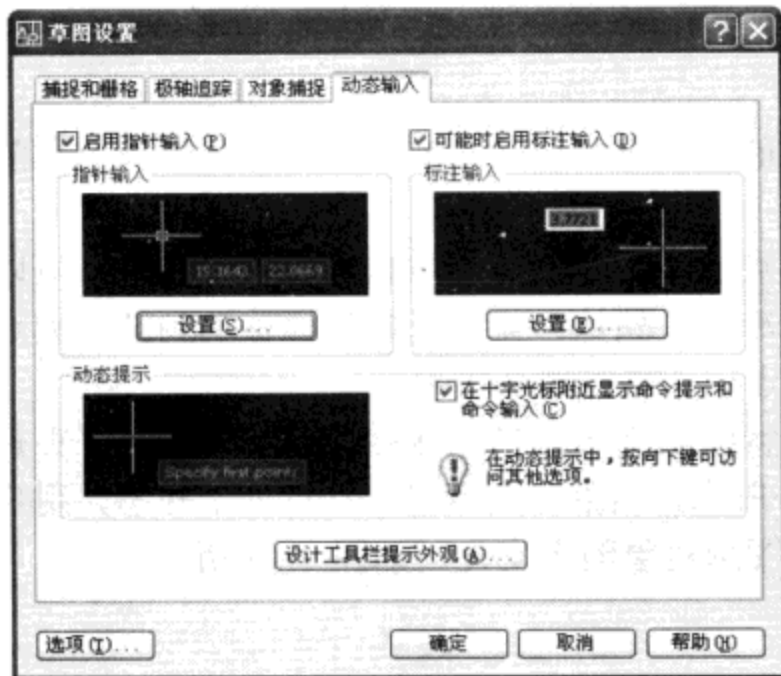 草图设置
捕捉和栅格 极轴追踪 对象捕捉 动态输入
启用指针输入(P)
可能时启用标注输入(D)
指针输入
标注输入
设置(S)...
设置(E)...
动态提示
Specify first point:
在十字光标附近显示命令提示和
命令输入(C)
在动态提示中，按向下键可访
问其他选项。
设计工具栏提示外观(A)...
选项(T)...
确定
取消
帮助(H)